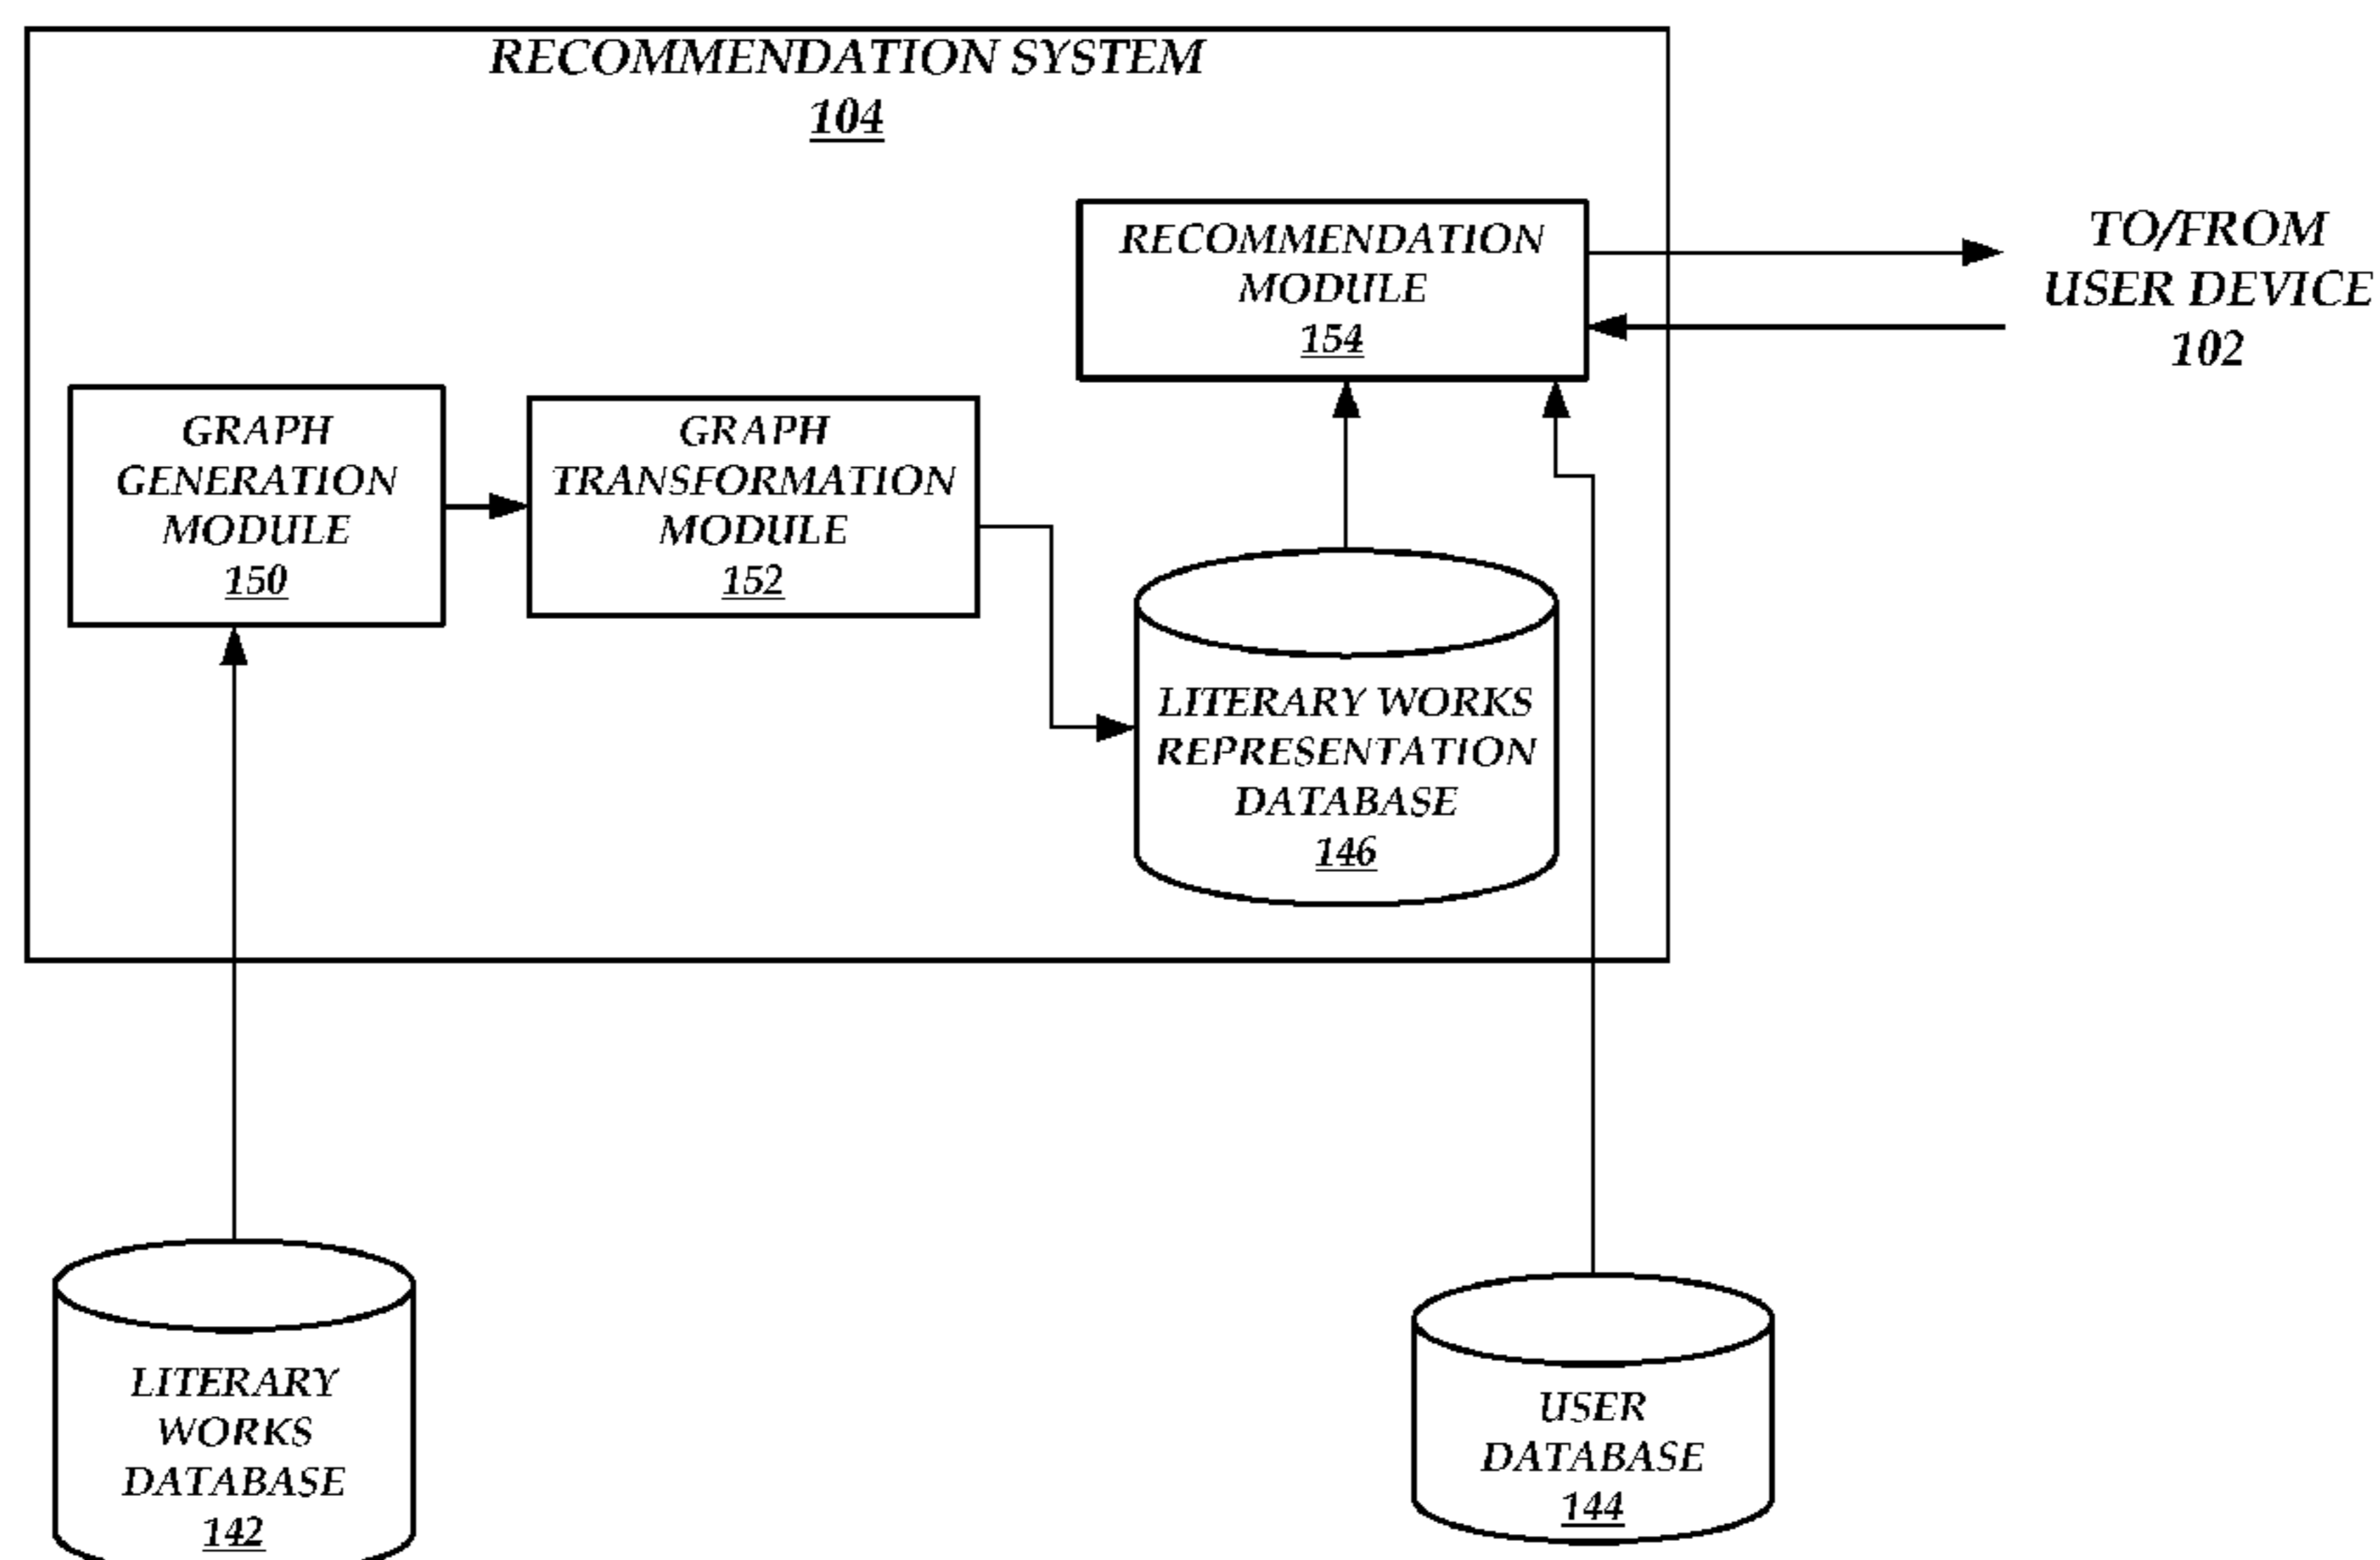 RECOMMENDATION SYSTEM
104
RECOMMENDATION
MODULE
154
TO/FROM
USER DEVICE
102
GRAPH
GENERATION
MODULE
150
GRAPH
TRANSFORMATION
MODULE
152
LITERARY WORKS
REPRESENTATION
DATABASE
146
LITERARY
WORKS
DATABASE
142
USER
DATABASE
144